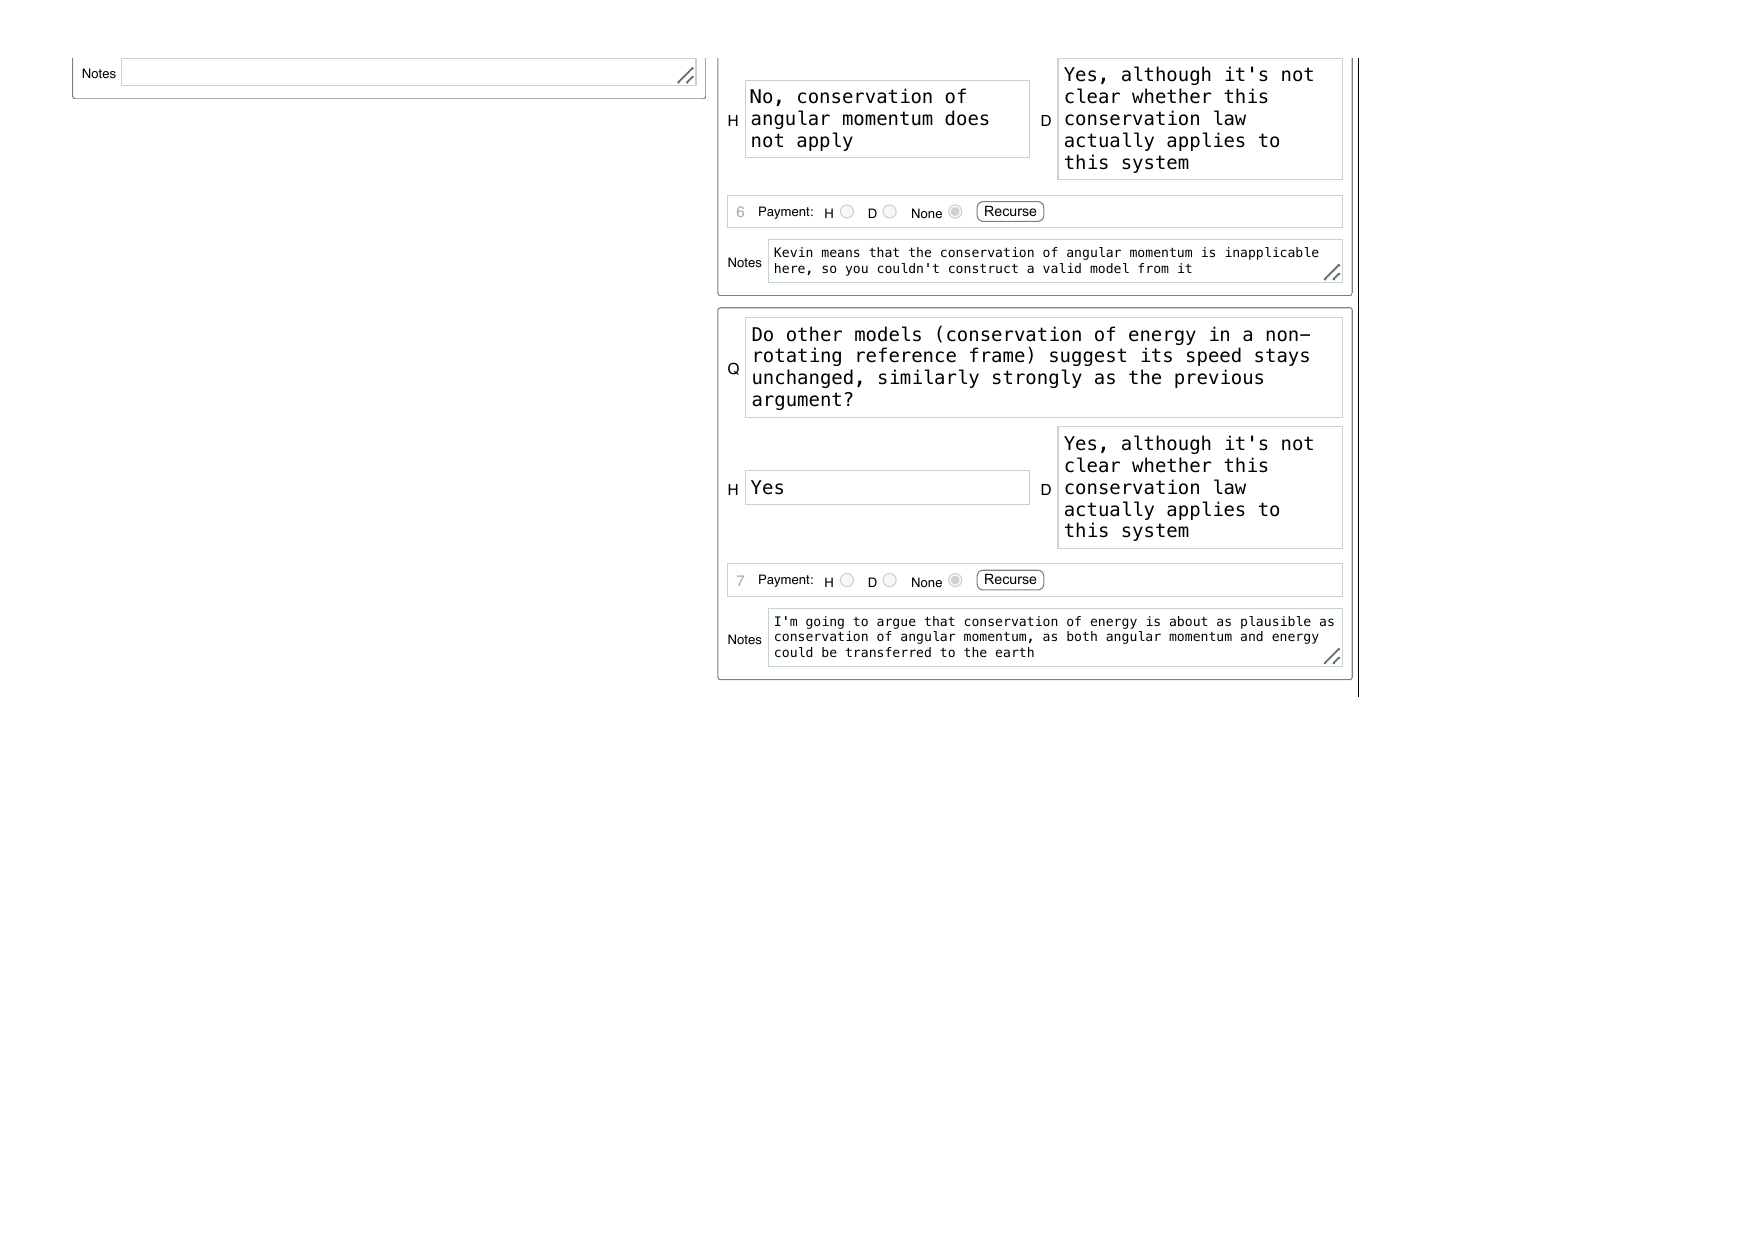 Notes
No, conservation of
angular momentum does
not apply
H
Yes, although it's not
clear whether this
conservation law
actually applies to
this system
D
6 Payment: H D None Recurse
Notes
Kevin means that the conservation of angular momentum is inapplicable
here, so you couldn't construct a valid model from it
Q
Do other models (conservation of energy in a non-
rotating reference frame) suggest its speed stays
unchanged, similarly strongly as the previous
argument?
H Yes
D
Yes, although it's not
clear whether this
conservation law
actually applies to
this system
7 Payment: H D None Recurse
Notes
I'm going to argue that conservation of energy is about as plausible as
conservation of angular momentum, as both angular momentum and energy
could be transferred to the earth